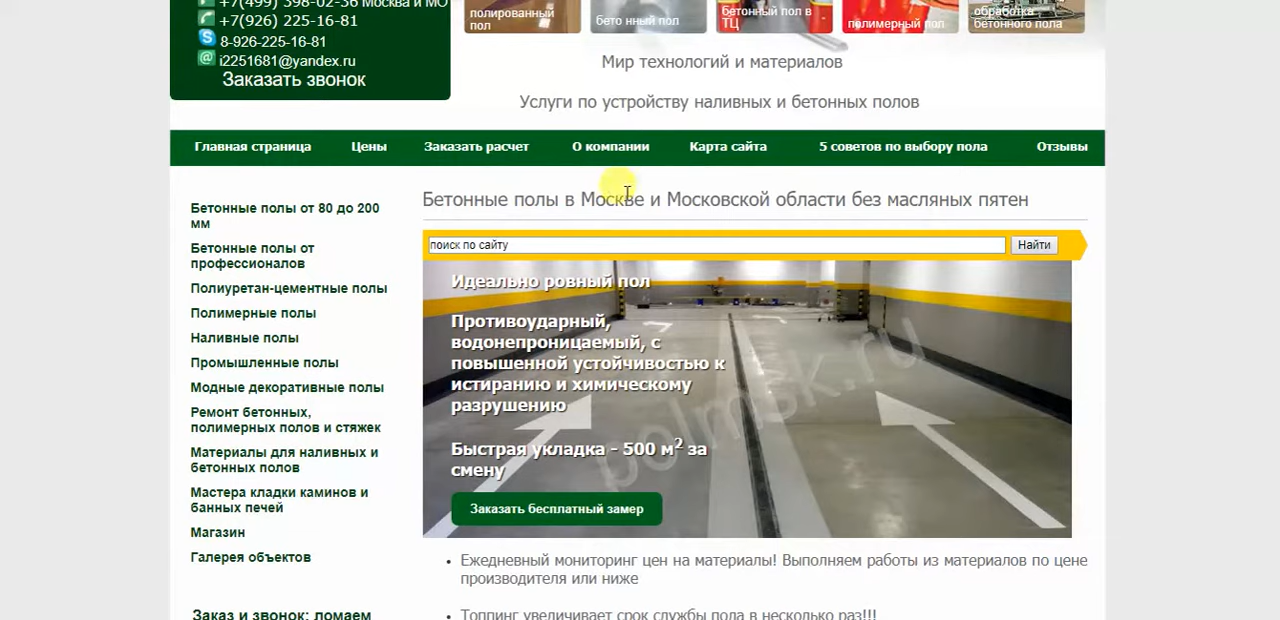 +7(499) 398-02-36 Москва и МО
+7(926) 225-16-81
8-926-225-16-81
i2251681@yandex.ru
Заказать звонок
полированный
пол
бето нный пол
бетонный пол в
ТЦ
полимерный пол
обработка
бетонного пола
Мир технологий и материалов
Услуги по устройству наливных и бетонных полов
Главная страница Цены Заказать расчет О компании Карта сайта 5 советов по выбору пола Отзывы
Бетонные полы от 80 до 200
мм
Бетонные полы от
профессионалов
Полиуретан-цементные полы
Полимерные полы
Наливные полы
Промышленные полы
Модные декоративные полы
Ремонт бетонных,
полимерных полов и стяжек
Материалы для наливных и
бетонных полов
Мастера кладки каминов и
банных печей
Магазин
Галерея объектов
Заказ и звонок: ломаем
Бетонные полы в Москве и Московской области без масляных пятен
поиск по сайту Найти
Идеально ровный пол
Противоударный,
водонепроницаемый, с
повышенной устойчивостью к
истиранию и химическому
разрушению
Быстрая укладка - 500 м² за
смену
Заказать бесплатный замер
polmsk.ru
Ежедневный мониторинг цен на материалы! Выполняем работы из материалов по цене
производителя или ниже
Топпинг увеличивает срок службы пола в несколько раз!!!